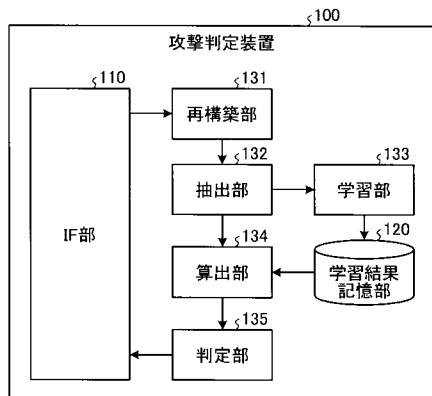 100
攻撃判定装置
110
131
IF部
再構築部
132
133
抽出部
学習部
134
120
算出部
学習結果
記憶部
135
判定部